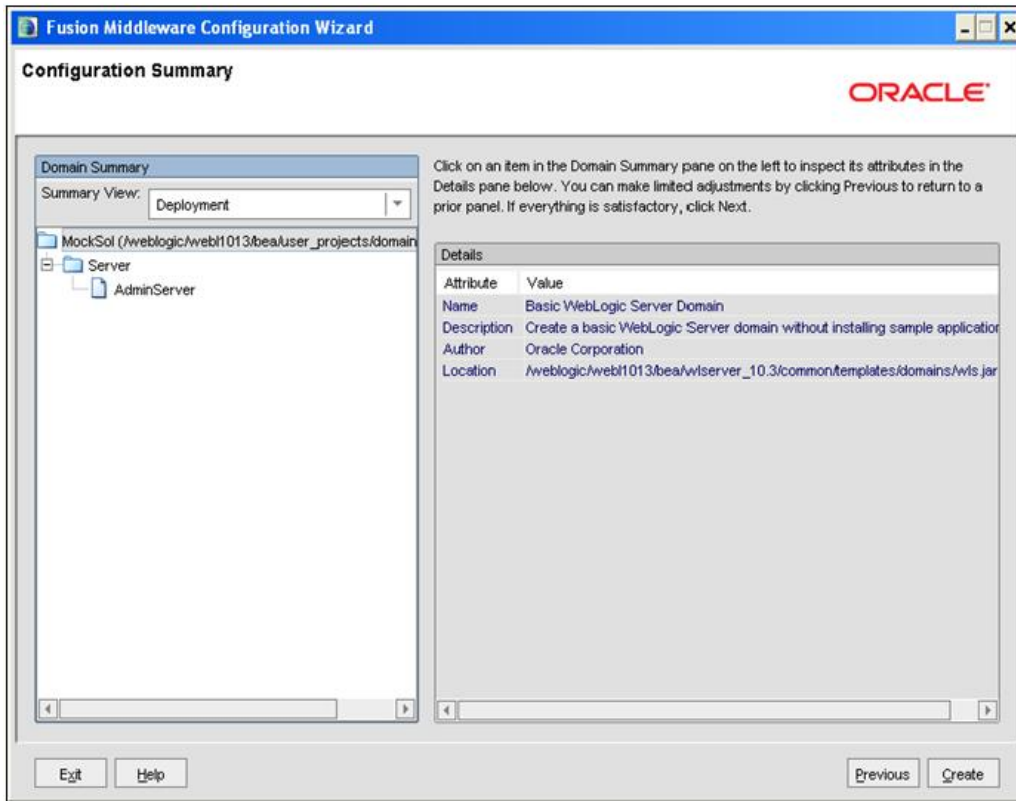 Fusion Middleware Configuration Wizard
Configuration Summary
ORACLE
Domain Summary
Summary View:
Deployment
MockSol (/weblogic/webl1013/bea/user_projects/domain
Server
AdminServer
Click on an item in the Domain Summary pane on the left to inspect its attributes in the
Details pane below. You can make limited adjustments by clicking Previous to return to a
prior panel. If everything is satisfactory, click Next.
Details
Attribute Value
Name Basic WebLogic Server Domain
Description Create a basic WebLogic Server domain without installing sample application
Author Oracle Corporation
Location /weblogic/webl1013/bea/wlserver_10.3/common/templates/domains/wls.jar
Exit Help Previous Create